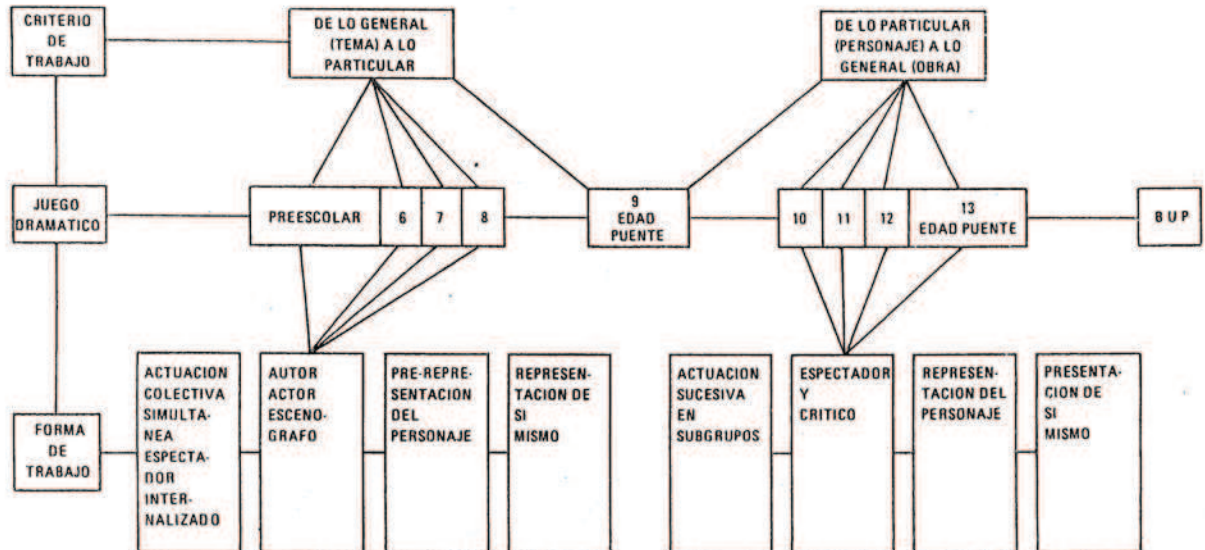 CRITERIO
DE
TRABAJO
DE LO GENERAL
(TEMA) A LO
PARTICULAR
DE LO PARTICULAR
(PERSONAJE) A LO
GENERAL (OBRA)
JUEGO
DRAMATICO
PREESCOLAR
6
7
8
9
EDAD
PUENTE
10
11
12
13
EDAD PUENTE
B U P
FORMA
DE
TRABAJO
ACTUACION
COLECTIVA
SIMULTA-
NEA
ESPECTA-
DOR
INTER-
NALIZADO
AUTOR
ACTOR
ESCENO-
GRAFO
PRE-REPRE-
SENTACION
DEL
PERSONAJE
REPRESEN-
TACION DE
SI
MISMO
ACTUACION
SUCESIVA
EN
SUBGRUPOS
ESPECTADOR
Y
CRITICO
REPRESEN-
TACION DEL
PERSONAJE
PRESENTA-
CION DE
SI
MISMO